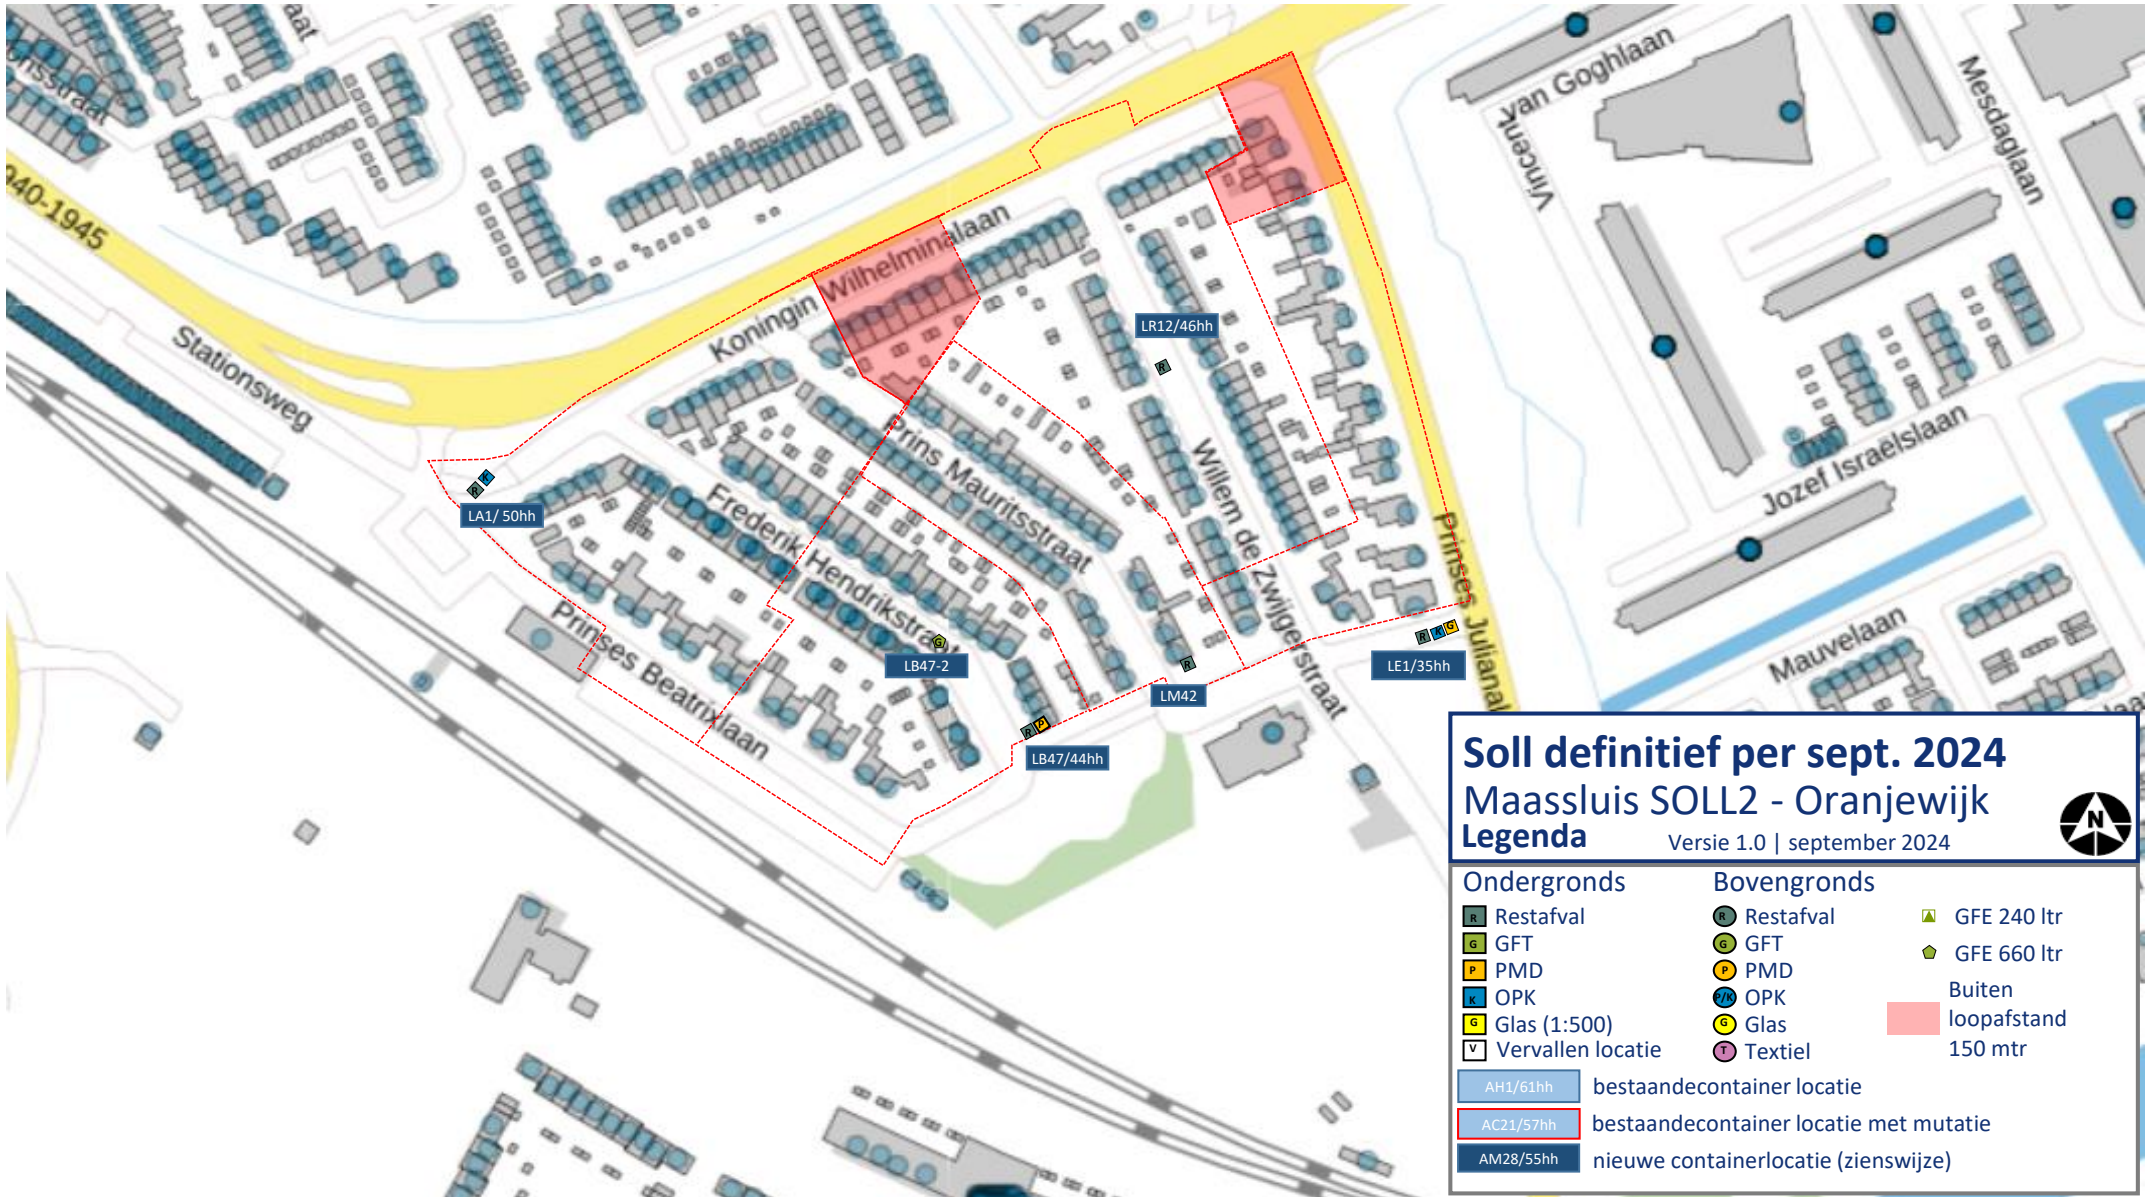 van Goghlaan
Vincent
Mesdaglaan
1940-1945
Stationsweg
Koningin Wilhelminalaan
LR12/46hh
R
Prins Mauritsstraat
Willem de Zwijgerstraat
Jozef Israelslaan
K
R
LA1/ 50hh
Frederik Hendrikstraat
Prinses Beatrixlaan
G
LB47-2
R
LM42
R K G
LE1/35hh
Prinses Julianal
Mauvelaan
R P
LB47/44hh
Soll definitief per sept. 2024
Maassluis SOLL2 - Oranjewijk
Legenda
Versie 1.0 | september 2024
N
Ondergronds
R Restafval
G GFT
P PMD
K OPK
G Glas (1:500)
V Vervallen locatie
Bovengronds
R Restafval
G GFT
P PMD
P/K OPK
G Glas
T Textiel
GFE 240 ltr
GFE 660 ltr
Buiten
loopafstand
150 mtr
AH1/61hh bestaandecontainer locatie
AC21/57hh bestaandecontainer locatie met mutatie
AM28/55hh nieuwe containerlocatie (zienswijze)